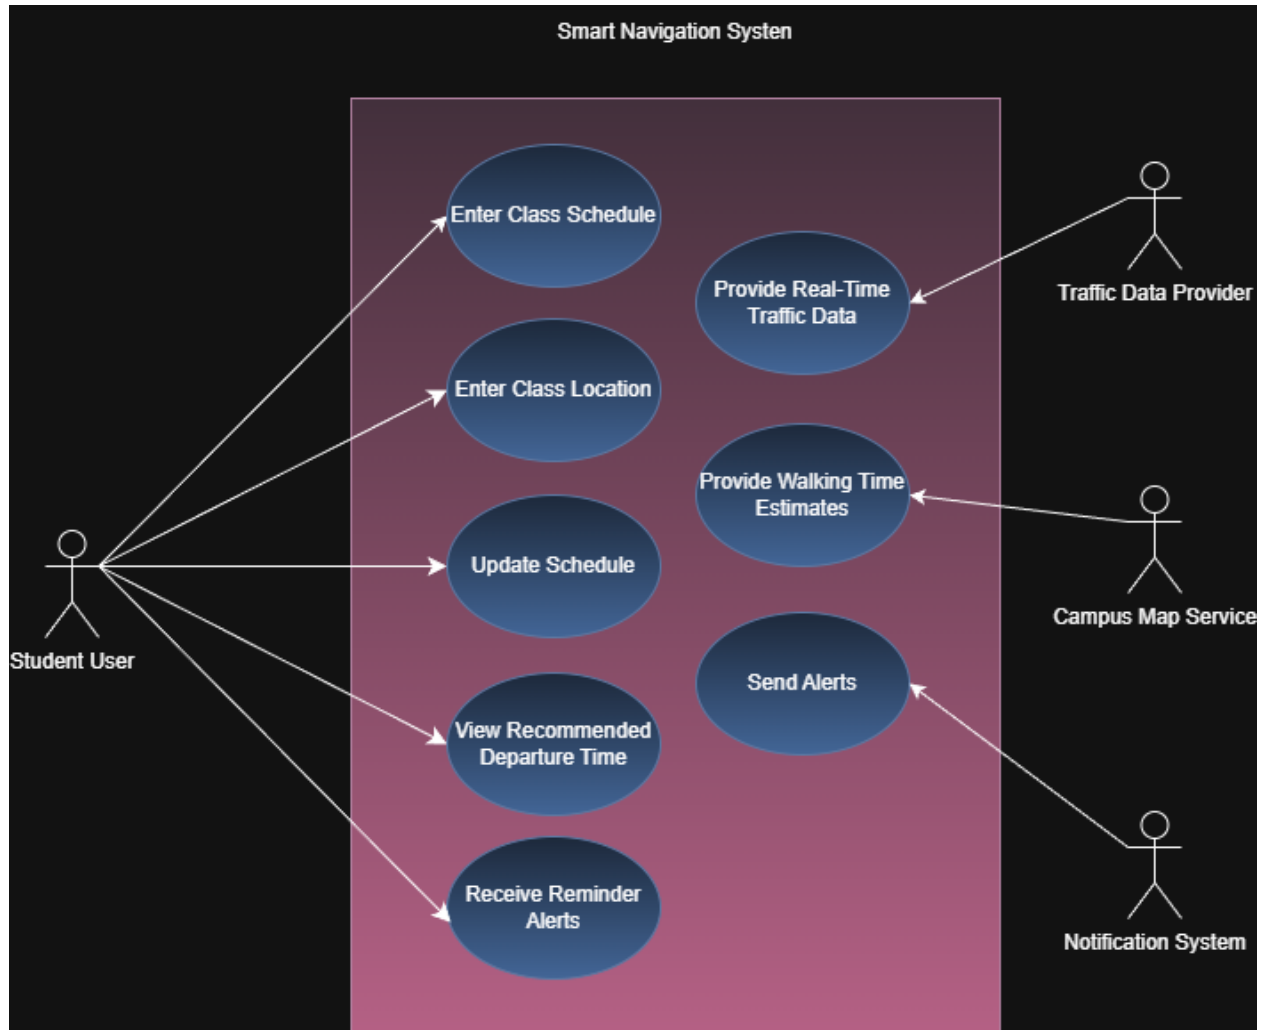 Smart Navigation Systen
Enter Class Schedule
Enter Class Location
Update Schedule
View Recommended
Departure Time
Receive Reminder
Alerts
Provide Real-Time
Traffic Data
Provide Walking Time
Estimates
Send Alerts
Student User
Traffic Data Provider
Campus Map Service
Notification System